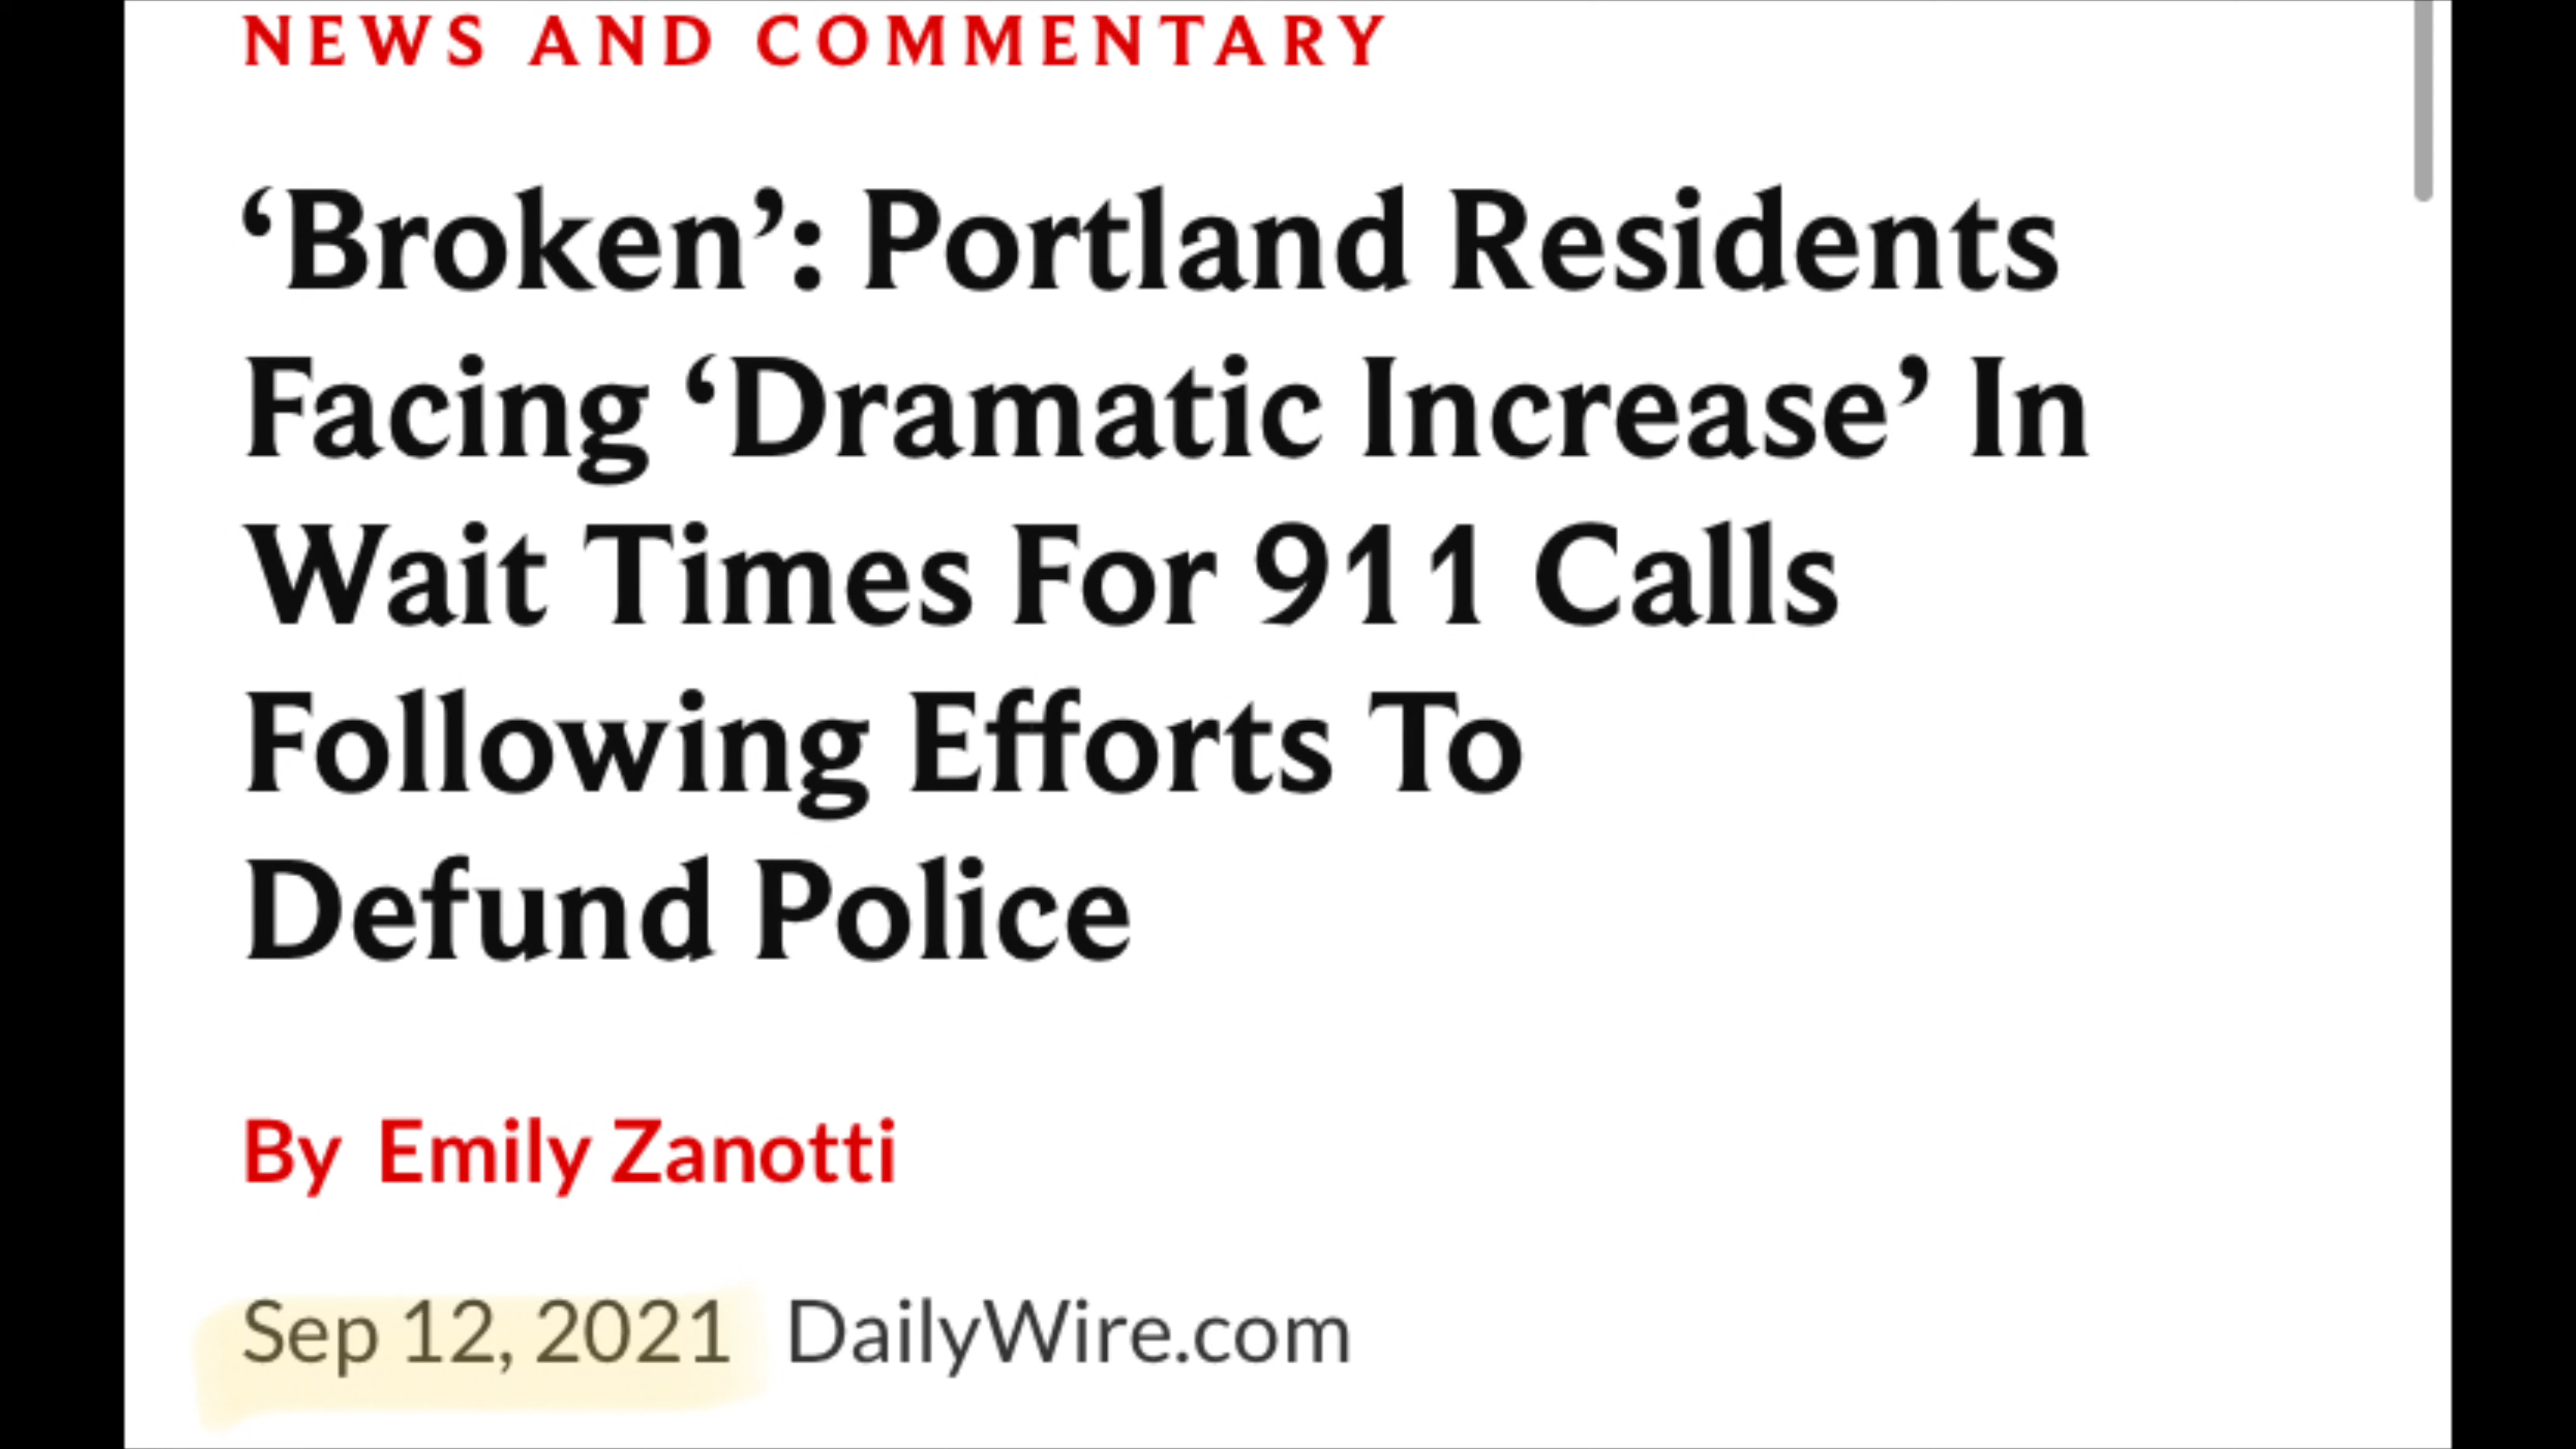 NEWS AND COMMENTARY
‘Broken’: Portland Residents
Facing ‘Dramatic Increase’ In
Wait Times For 911 Calls
Following Efforts To
Defund Police
By Emily Zanotti
Sep 12, 2021 DailyWire.com